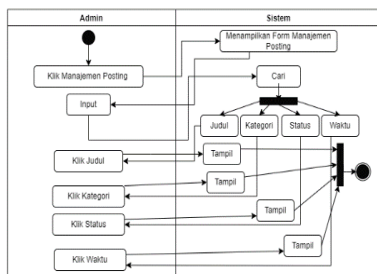 Admin
Sistem
Menampilkan Form Manajemen
Posting
Klik Manajemen Posting
Input
Cari
Judul
Kategori
Status
Waktu
Klik Judul
Tampil
Klik Kategori
Tampil
Klik Status
Tampil
Klik Waktu
Tampil